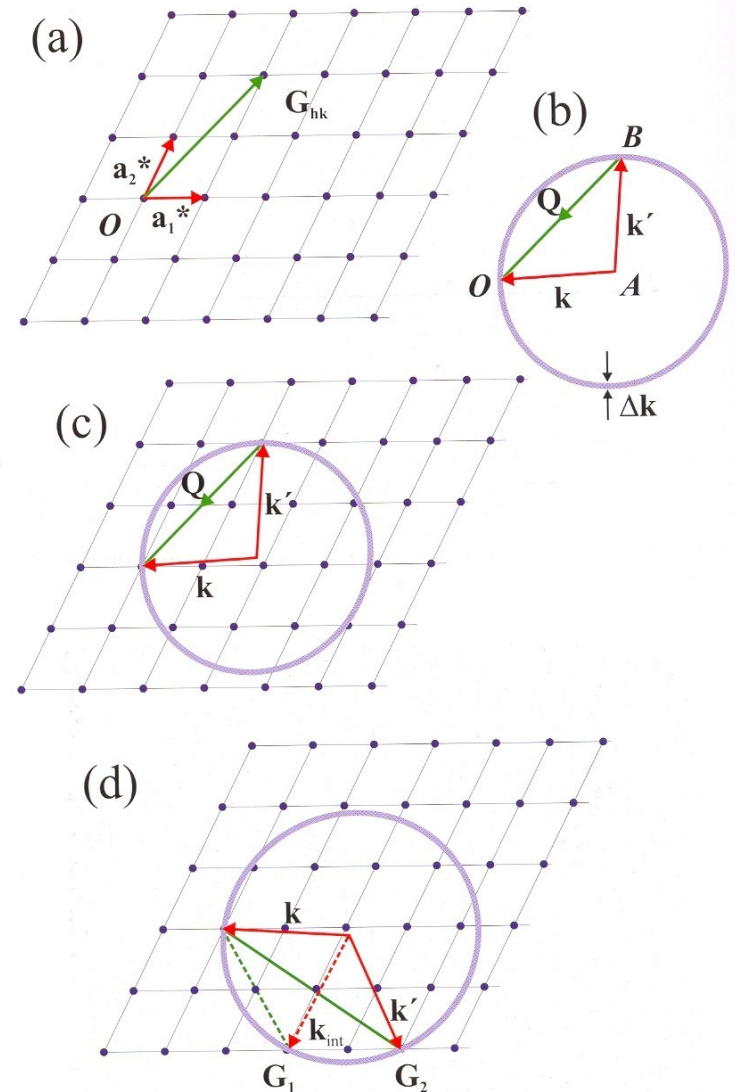 (a)
G_hk
a_2*
O
a_1*
(b)
B
Q
k′
O
k
A
Δk
(c)
Q
k′
k
(d)
k
k′
k_int
G_1
G_2